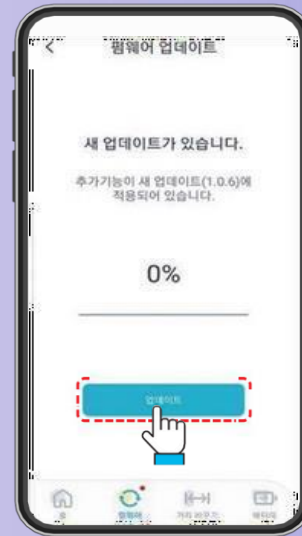 펌웨어 업데이트
새 업데이트가 있습니다.
추가기능이 새 업데이트(1.0.6)에
적용되어 있습니다.
0%
업데이트
홈 펌웨어 거리 바꾸기 배터리